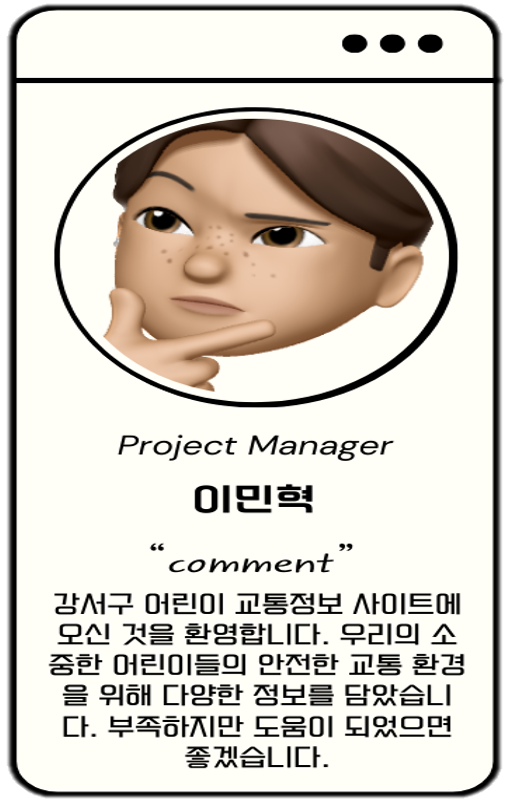 Project Manager
이민혁
“comment”
강서구 어린이 교통정보 사이트에
오신 것을 환영합니다. 우리의 소
중한 어린이들의 안전한 교통 환경
을 위해 다양한 정보를 담았습니
다. 부족하지만 도움이 되었으면
좋겠습니다.